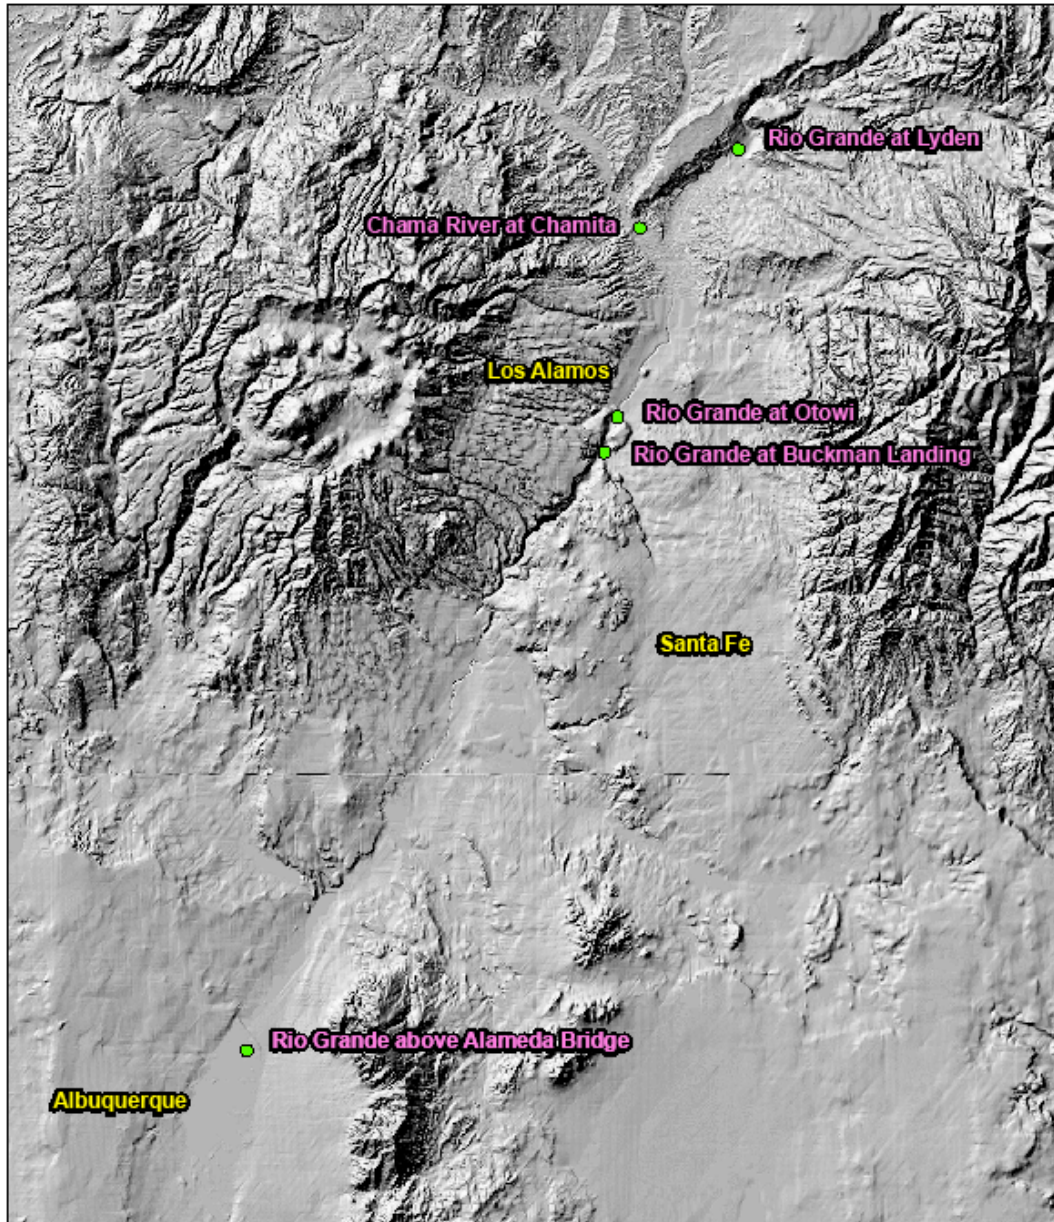 Rio Grande at Lyden
Chama River at Chamita
Los Alamos
Rio Grande at Otowi
Rio Grande at Buckman Landing
Santa Fe
Rio Grande above Alameda Bridge
Albuquerque